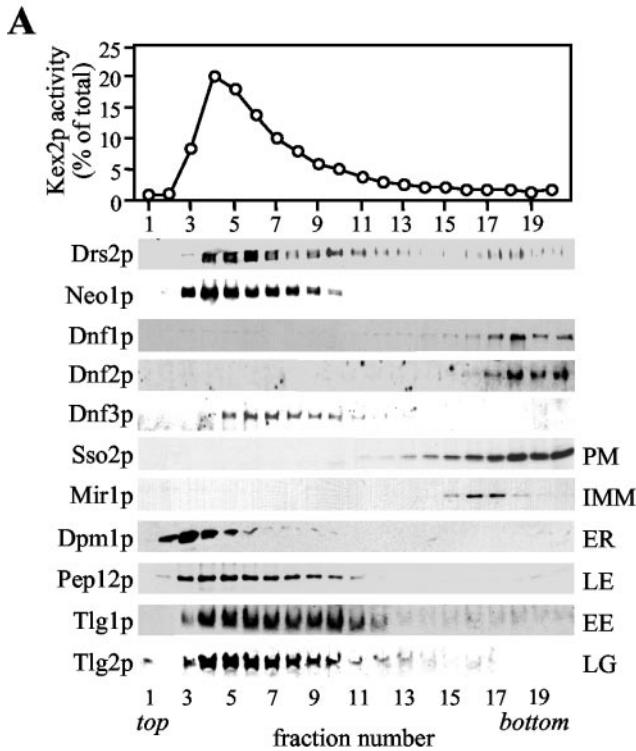 A
Kex2p activity
(% of total)
25
20
15
10
5
0
1 3 5 7 9 11 13 15 17 19
Drs2p
Neo1p
Dnf1p
Dnf2p
Dnf3p
Sso2p PM
Mir1p IMM
Dpm1p ER
Pep12p LE
Tlg1p EE
Tlg2p LG
1 3 5 7 9 11 13 15 17 19
top fraction number bottom